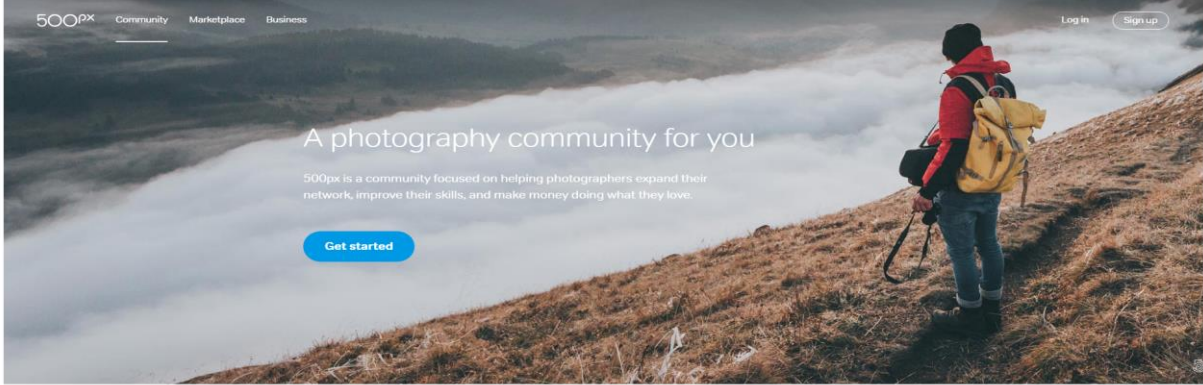 500px Community Marketplace Business Log in Sign up
A photography community for you
500px is a community focused on helping photographers expand their
network, improve their skills, and make money doing what they love.
Get started